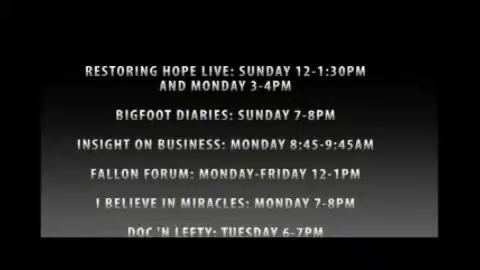 RESTORING HOPE LIVE: SUNDAY 12-1:30PM
AND MONDAY 3-4PM
BIGFOOT DIARIES: SUNDAY 7-8PM
INSIGHT ON BUSINESS: MONDAY 8:45-9:45AM
FALLON FORUM: MONDAY-FRIDAY 12-1PM
I BELIEVE IN MIRACLES: MONDAY 7-8PM
DOC 'N LEFTY: TUESDAY 6-7PM